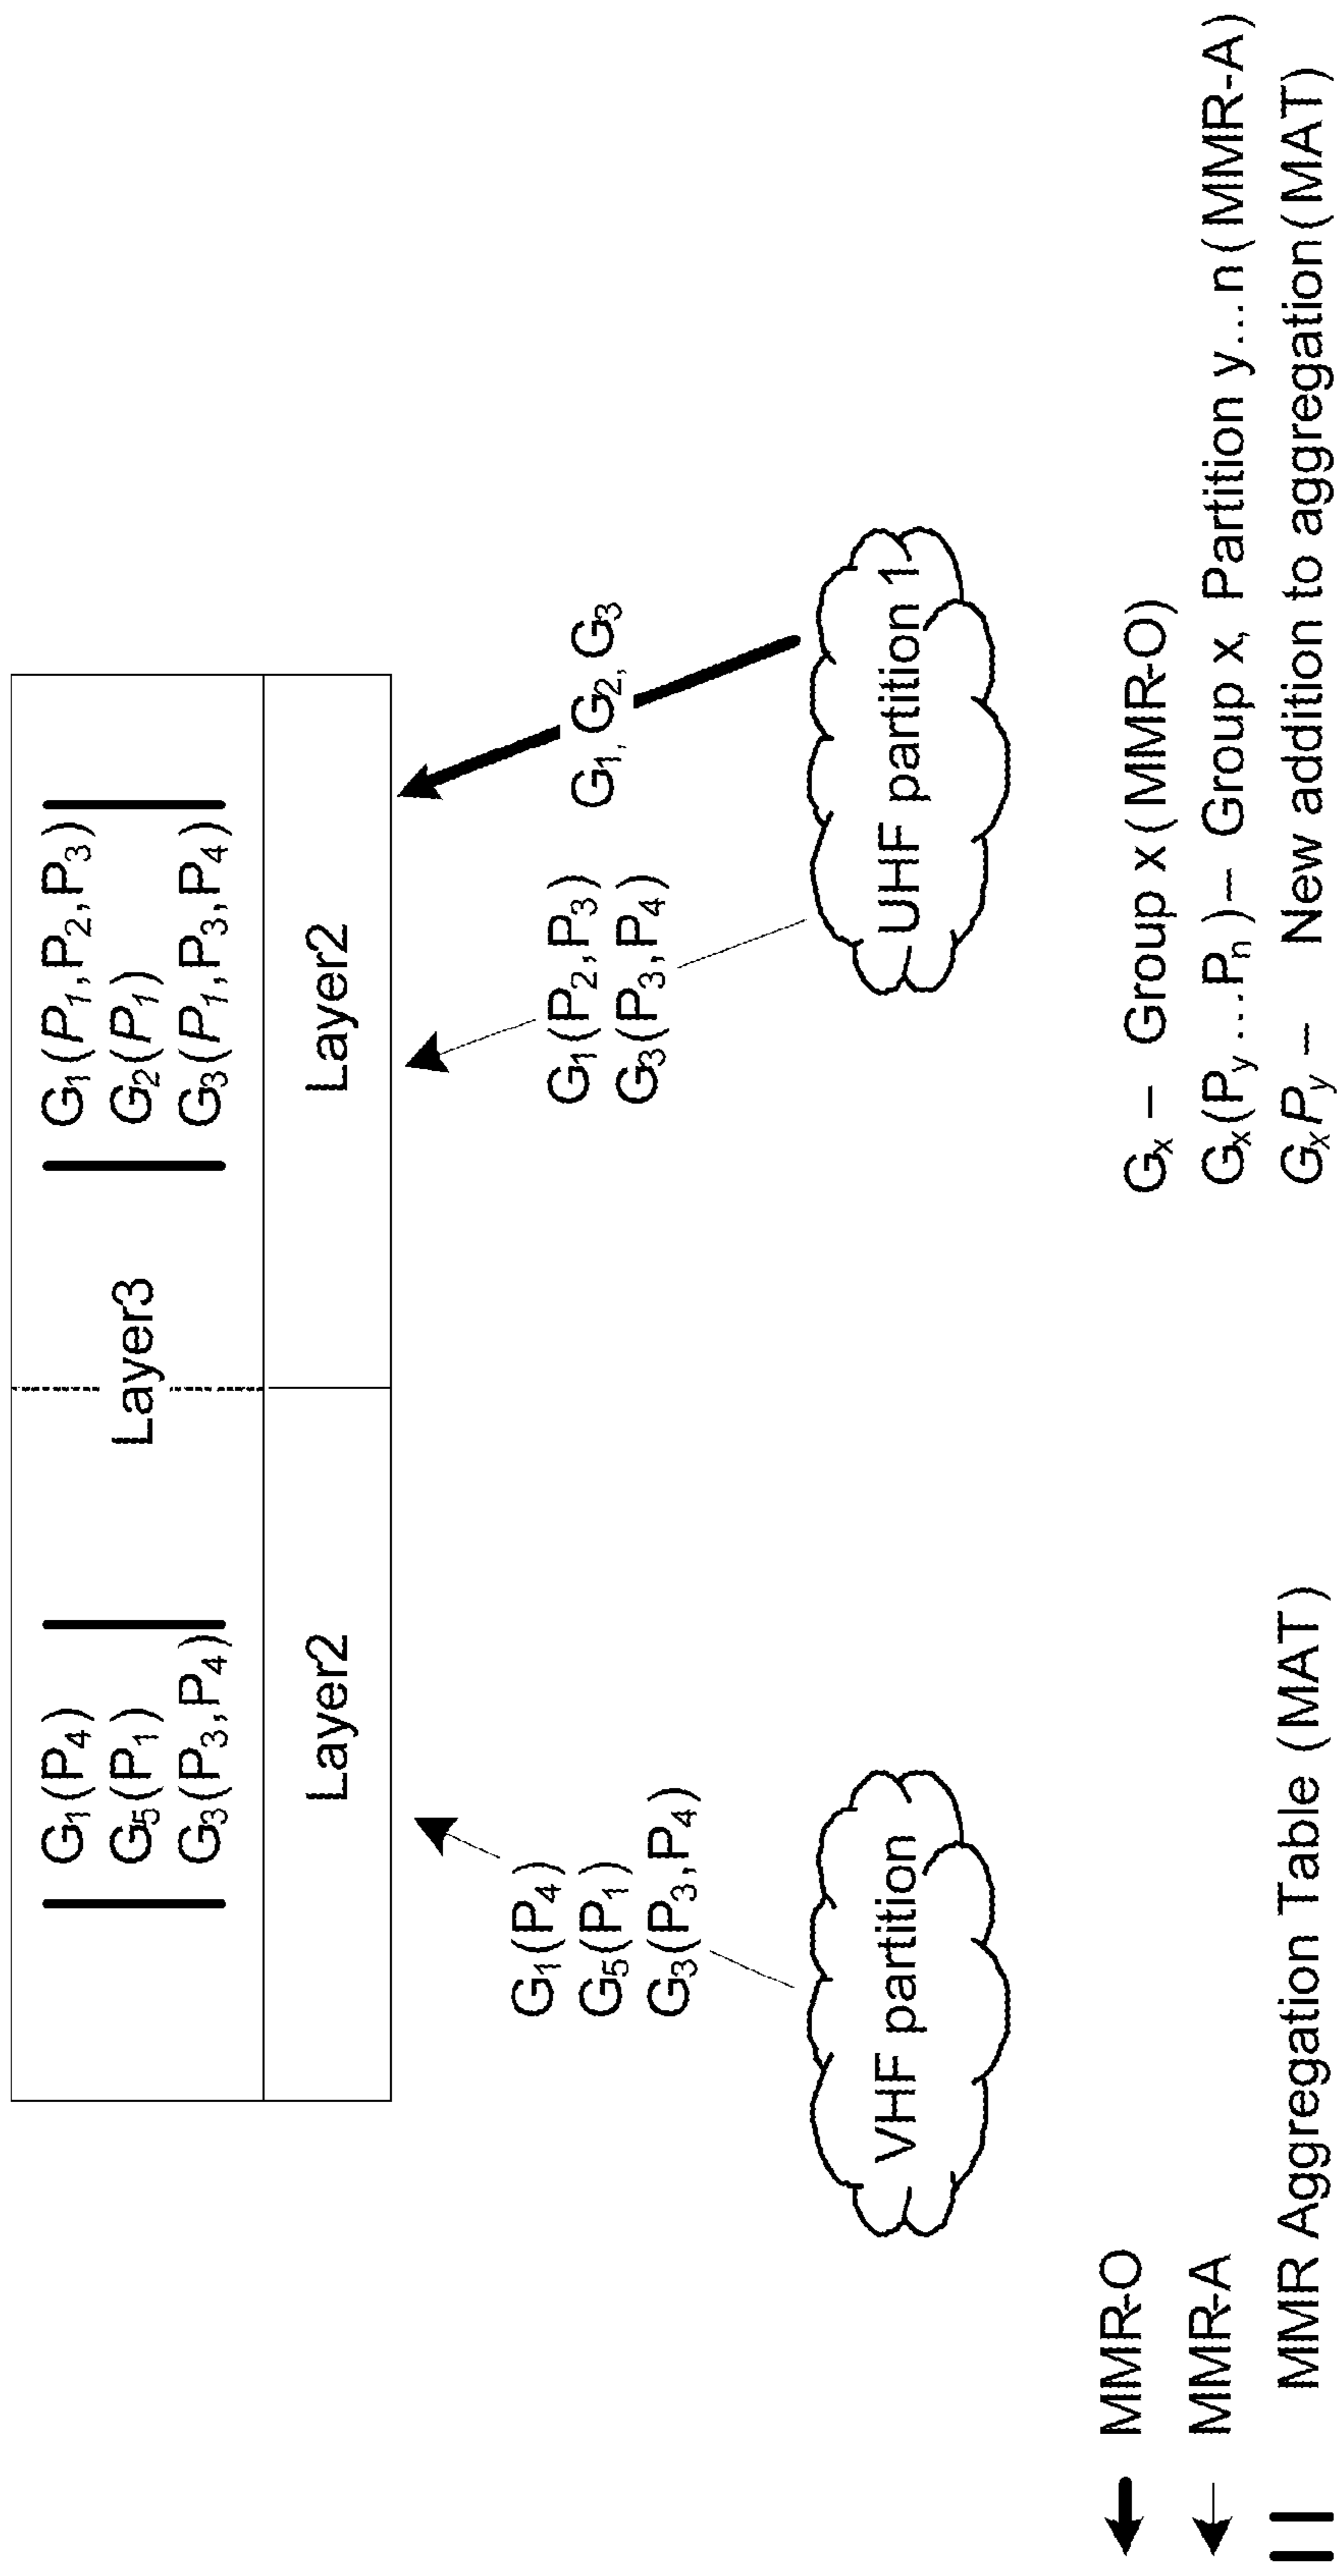 G₁(P₄)
G₅(P₁)
G₃(P₃,P₄)
Layer3
G₁(P₁,P₂,P₃)
G₂(P₁)
G₃(P₁,P₃,P₄)
Layer2
Layer2
G₁(P₄)
G₅(P₁)
G₃(P₃,P₄)
G₁(P₂,P₃)
G₃(P₃,P₄)
G₁, G₂, G₃
VHF partition
UHF partition 1
MMR-O
MMR-A
MMR Aggregation Table (MAT)
Gₓ – Group x(MMR-O)
Gₓ(Py...Pn)– Group x, Partition y...n(MMR-A)
GₓPy – New addition to aggregation(MAT)